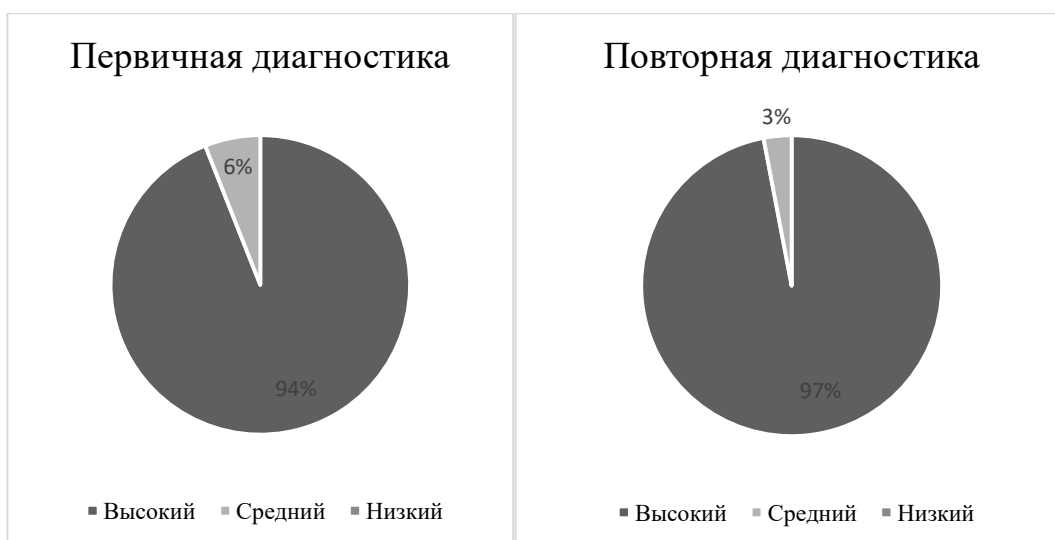 Первичная диагностика
6%
94%
Высокий Средний Низкий
Повторная диагностика
3%
97%
Высокий Средний Низкий